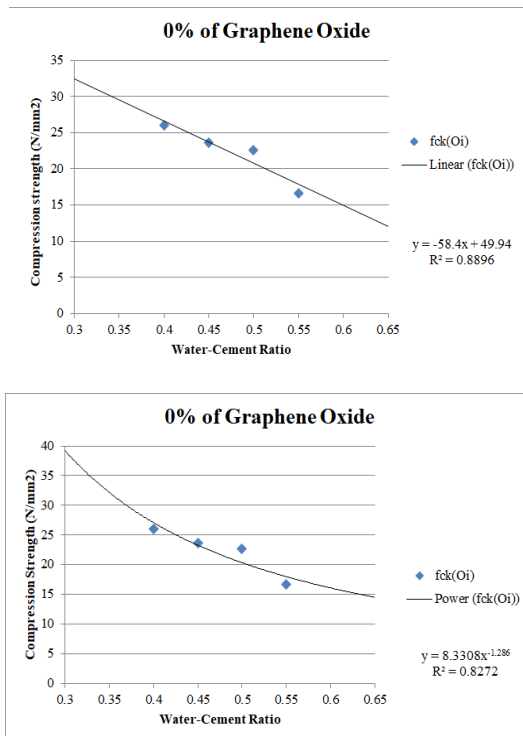 0% of Graphene Oxide
Compression strength (N/mm2)
35
30
25
20
15
10
5
0
0.3 0.35 0.4 0.45 0.5 0.55 0.6 0.65
Water-Cement Ratio
fck(Oi)
Linear (fck(Oi))
y = -58.4x + 49.94
R² = 0.8896
0% of Graphene Oxide
Compression Strength (N/mm2)
40
35
30
25
20
15
10
5
0
0.3 0.35 0.4 0.45 0.5 0.55 0.6 0.65
Water-Cement Ratio
fck(Oi)
Power (fck(Oi))
y = 8.3308x⁻¹·²⁸⁶
R² = 0.8272